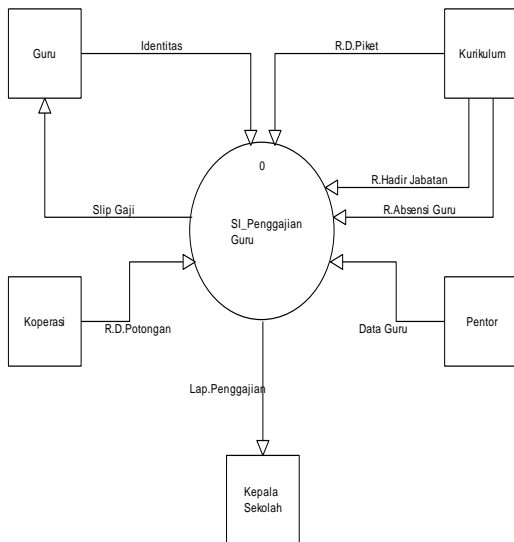 Guru
Identitas
R.D.Piket
Kurikulum
0
R.Hadir Jabatan
R.Absensi Guru
Slip Gaji
SI_Penggajian
Guru
Koperasi
R.D.Potongan
Data Guru
Pentor
Lap.Penggajian
Kepala
Sekolah